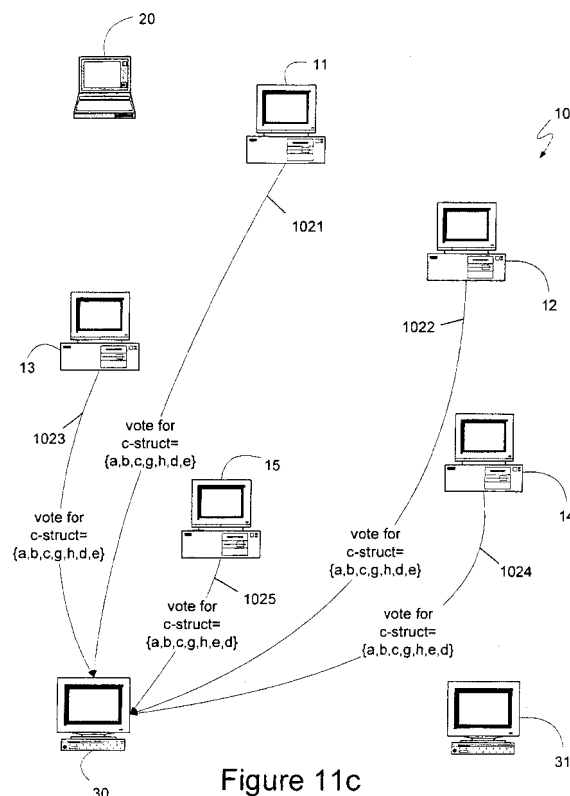 20
11
10
1021
12
1022
13
1023
vote for
c-struct=
{a,b,c,g,h,d,e}
15
14
vote for
c-struct=
{a,b,c,g,h,d,e}
1025
vote for
c-struct=
{a,b,c,g,h,d,e}
1024
vote for
c-struct=
{a,b,c,g,h,e,d}
vote for
c-struct=
{a,b,c,g,h,e,d}
30
31
Figure 11c